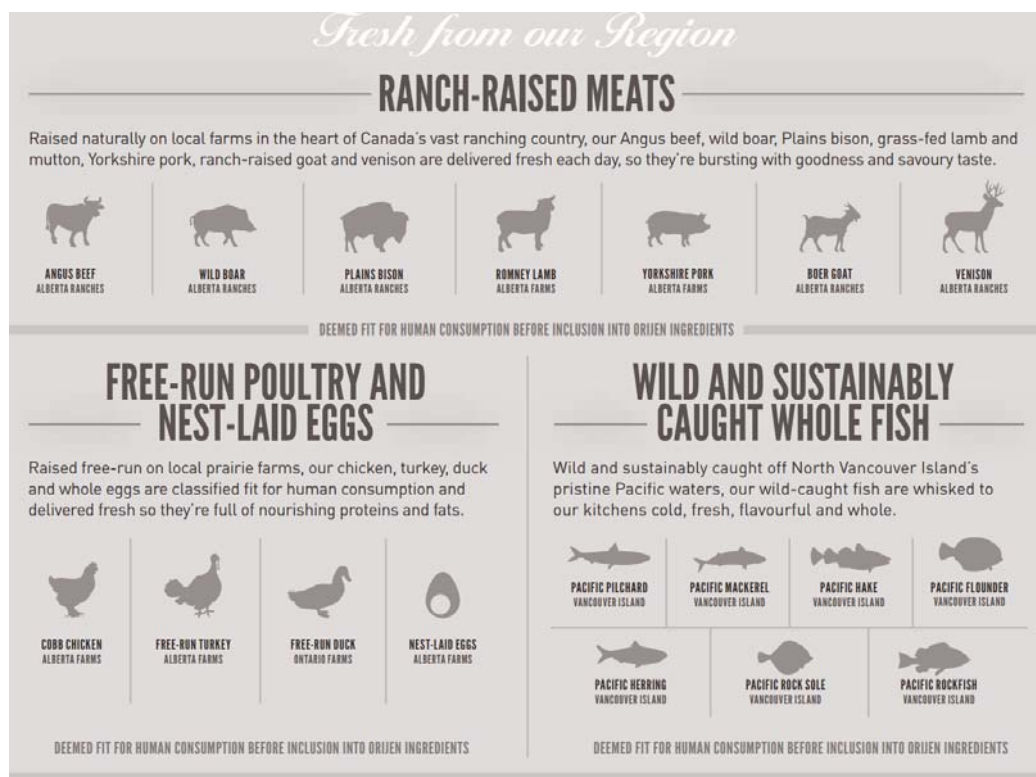 Fresh from our Region
RANCH-RAISED MEATS
Raised naturally on local farms in the heart of Canada's vast ranching country, our Angus beef, wild boar, Plains bison, grass-fed lamb and
mutton, Yorkshire pork, ranch-raised goat and venison are delivered fresh each day, so they're bursting with goodness and savoury taste.
ANGUS BEEF
ALBERTA RANCHES
WILD BOAR
ALBERTA RANCHES
PLAINS BISON
ALBERTA RANCHES
ROMNEY LAMB
ALBERTA FARMS
YORKSHIRE PORK
ALBERTA FARMS
BOER GOAT
ALBERTA RANCHES
VENISON
ALBERTA RANCHES
DEEMED FIT FOR HUMAN CONSUMPTION BEFORE INCLUSION INTO ORIJEN INGREDIENTS
FREE-RUN POULTRY AND
NEST-LAID EGGS
Raised free-run on local prairie farms, our chicken, turkey, duck
and whole eggs are classified fit for human consumption and
delivered fresh so they're full of nourishing proteins and fats.
COBB CHICKEN
ALBERTA FARMS
FREE-RUN TURKEY
ALBERTA FARMS
FREE-RUN DUCK
ONTARIO FARMS
NEST-LAID EGGS
ALBERTA FARMS
DEEMED FIT FOR HUMAN CONSUMPTION BEFORE INCLUSION INTO ORIJEN INGREDIENTS
WILD AND SUSTAINABLY
CAUGHT WHOLE FISH
Wild and sustainably caught off North Vancouver Island's
pristine Pacific waters, our wild-caught fish are whisked to
our kitchens cold, fresh, flavourful and whole.
PACIFIC PILCHARD
VANCOUVER ISLAND
PACIFIC MACKEREL
VANCOUVER ISLAND
PACIFIC HAKE
VANCOUVER ISLAND
PACIFIC FLOUNDER
VANCOUVER ISLAND
PACIFIC HERRING
VANCOUVER ISLAND
PACIFIC ROCK SOLE
VANCOUVER ISLAND
PACIFIC ROCKFISH
VANCOUVER ISLAND
DEEMED FIT FOR HUMAN CONSUMPTION BEFORE INCLUSION INTO ORIJEN INGREDIENTS